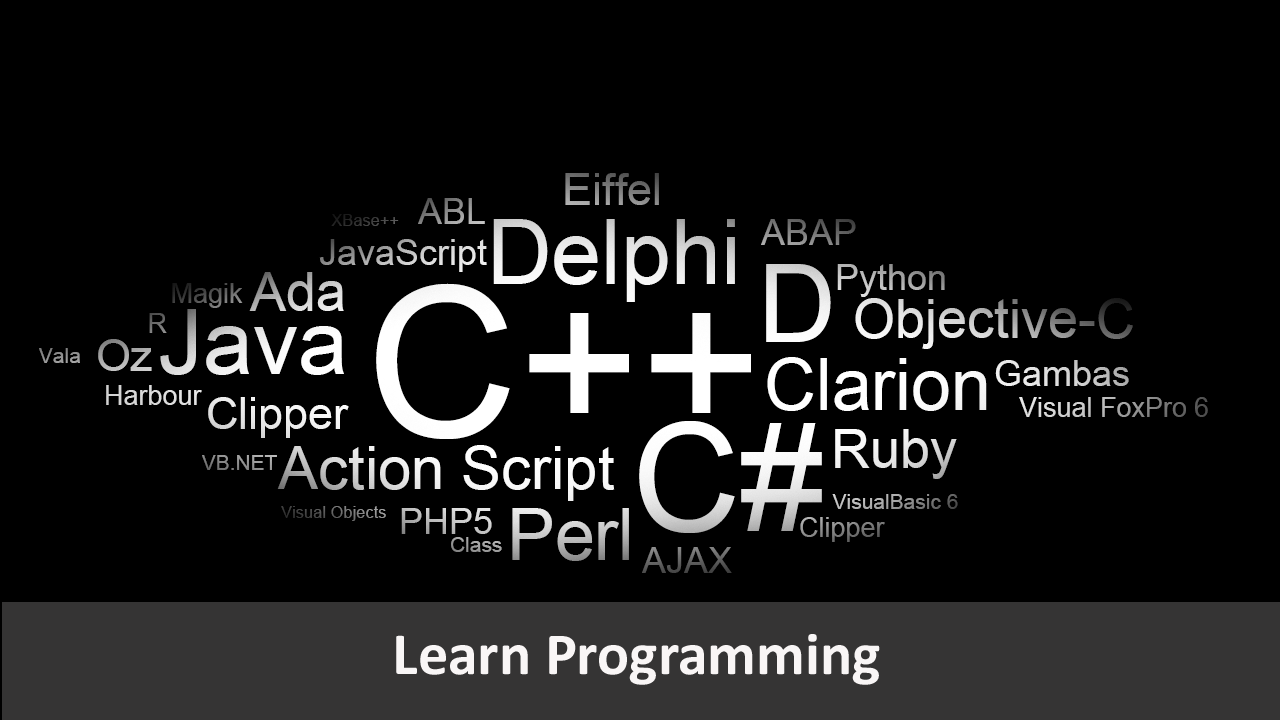 Eiffel
XBase++
ABL
JavaScript
Delphi
ABAP
Python
Magik
Ada
D
Objective-C
R
Java
C++
Vala
Oz
Harbour
Clipper
Clarion
Gambas
Visual FoxPro 6
VB.NET
Action Script
C#
Ruby
Visual Objects
PHP5
Class
Perl
VisualBasic 6
Clipper
AJAX
Learn Programming